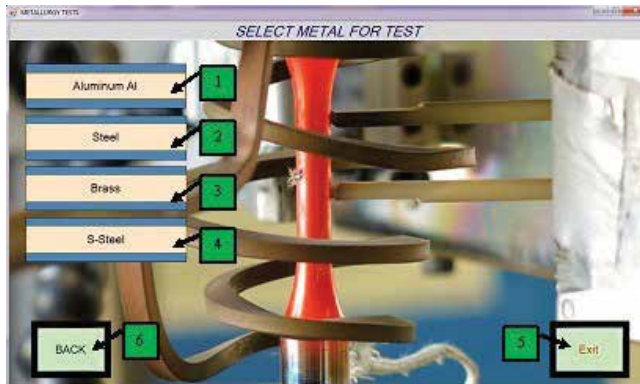 METALLURGY TESTS
SELECT METAL FOR TEST
Aluminum Al
1
Steel
2
Brass
3
S-Steel
4
BACK
6
5
Exit